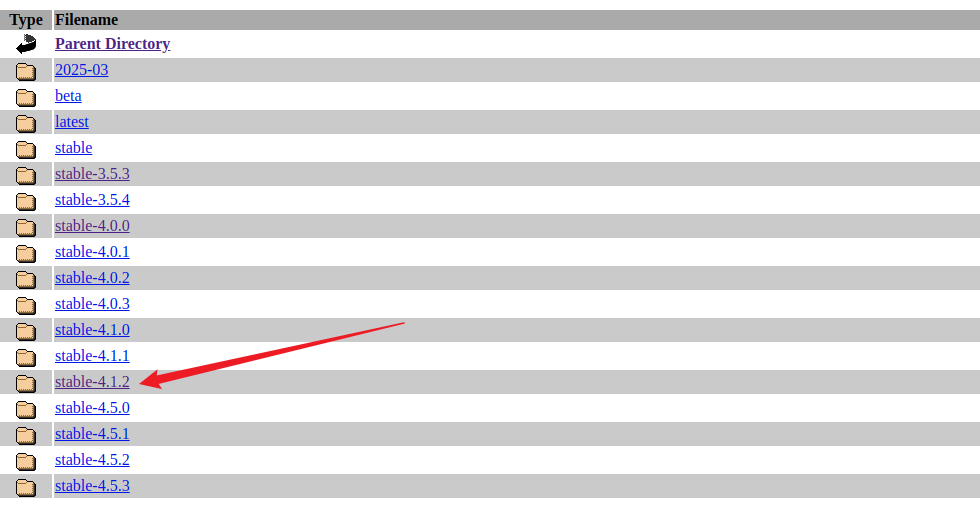 Type Filename
Parent Directory
2025-03
beta
latest
stable
stable-3.5.3
stable-3.5.4
stable-4.0.0
stable-4.0.1
stable-4.0.2
stable-4.0.3
stable-4.1.0
stable-4.1.1
stable-4.1.2
stable-4.5.0
stable-4.5.1
stable-4.5.2
stable-4.5.3